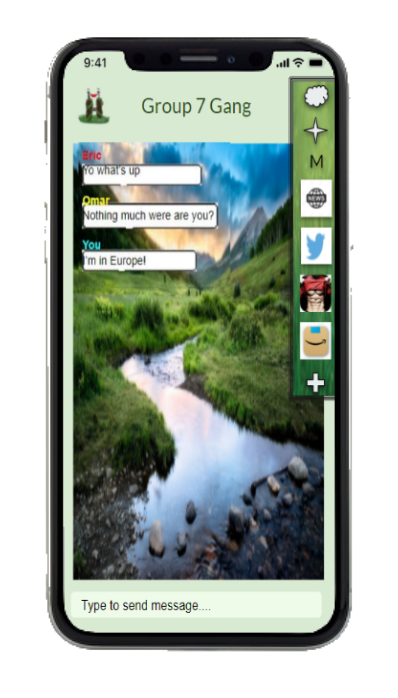 9:41
Group 7 Gang
M
NEWS
Eric
Yo what's up
Omar
Nothing much were are you?
You
I'm in Europe!
Type to send message....